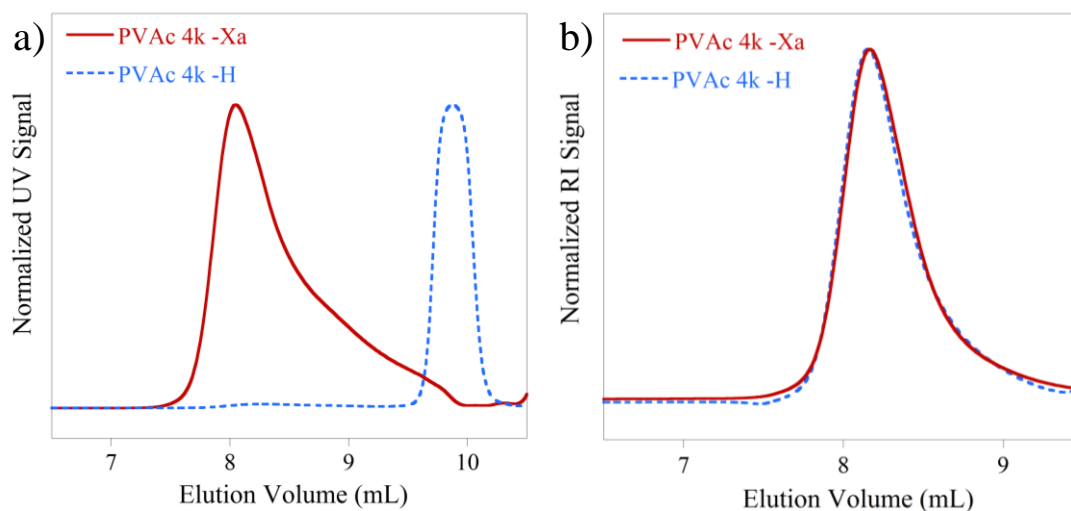 a)
PVAc 4k -Xa
PVAc 4k -H
Normalized UV Signal
7 8 9 10
Elution Volume (mL)
b)
PVAc 4k -Xa
PVAc 4k -H
Normalized RI Signal
7 8 9
Elution Volume (mL)